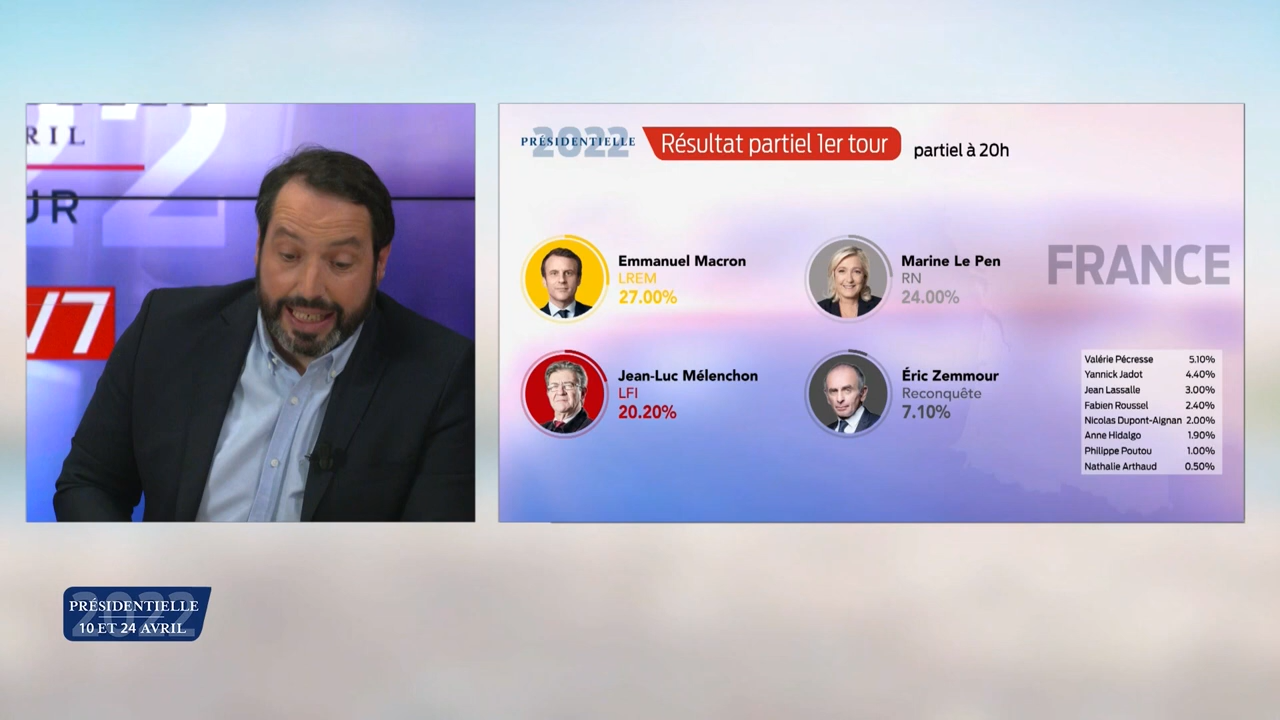 RIL
UR
22
/7
PRÉSIDENTIELLE
2022
Résultat partiel 1er tour
partiel à 20h
Emmanuel Macron
LREM
27.00%
Marine Le Pen
RN
24.00%
FRANCE
Jean-Luc Mélenchon
LFI
20.20%
Éric Zemmour
Reconquête
7.10%
Valérie Pécresse 5.10%
Yannick Jadot 4.40%
Jean Lassalle 3.00%
Fabien Roussel 2.40%
Nicolas Dupont-Aignan 2.00%
Anne Hidalgo 1.90%
Philippe Poutou 1.00%
Nathalie Arthaud 0.50%
PRÉSIDENTIELLE
2022
10 ET 24 AVRIL